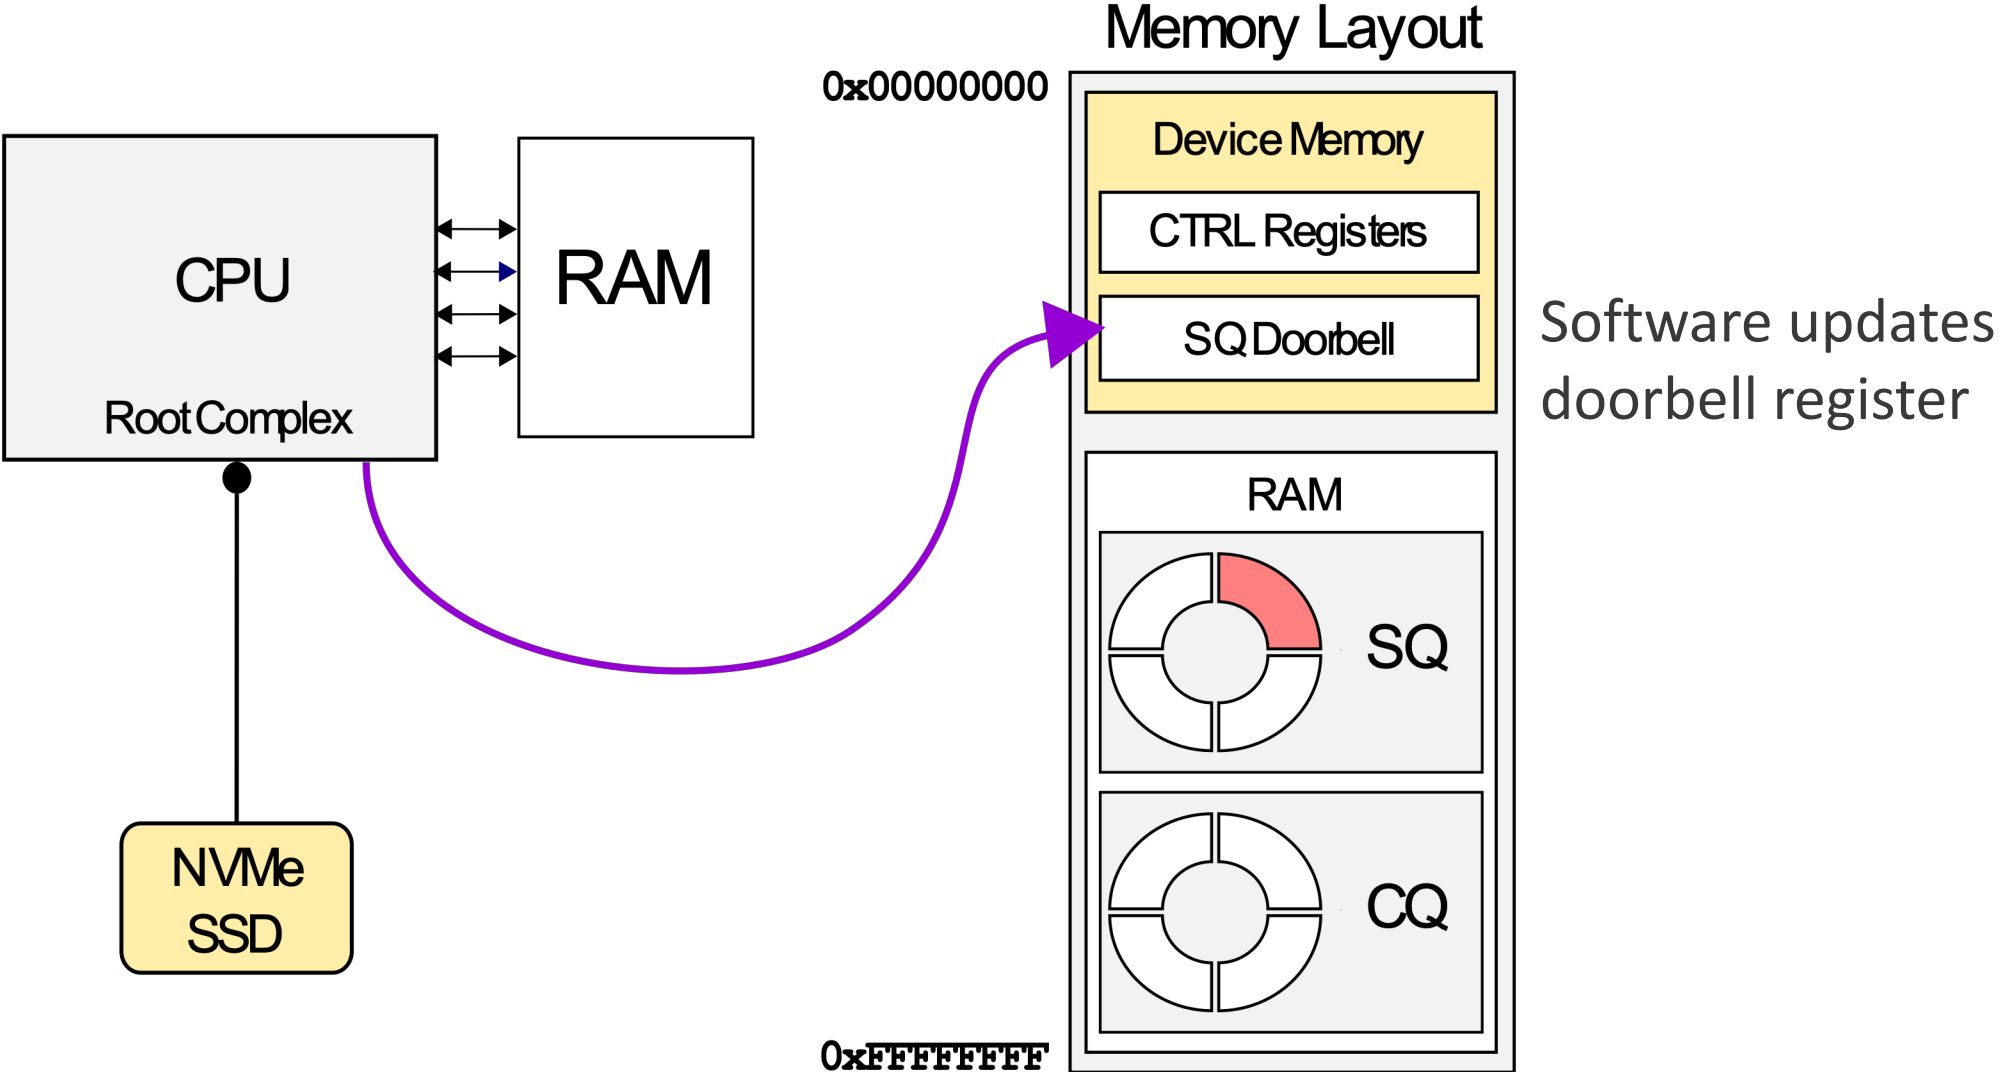 Memory Layout
0x00000000
Device Memory
CTRL Registers
SQ Doorbell
CPU
Root Complex
RAM
Software updates
doorbell register
RAM
SQ
CQ
NVMe
SSD
0xFFFFFFFF